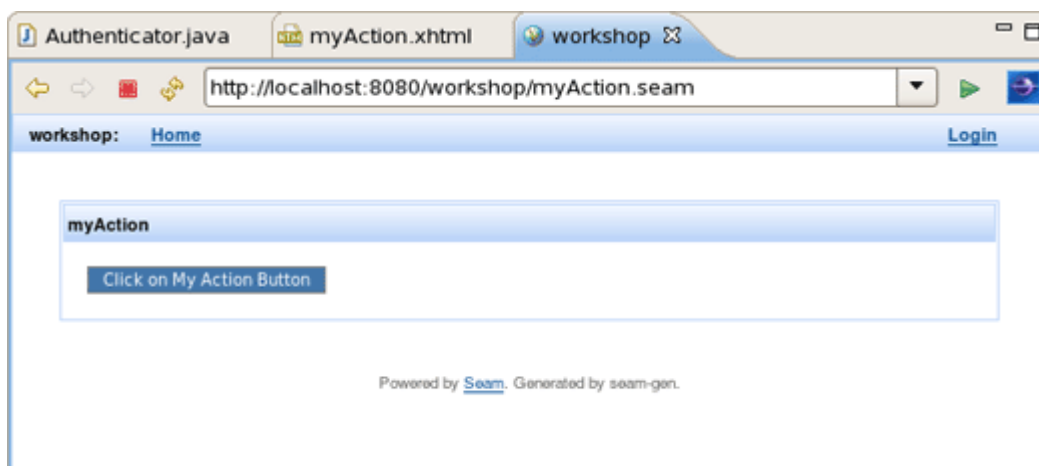 Authenticator.java myAction.xhtml workshop
http://localhost:8080/workshop/myAction.seam
workshop: Home Login
myAction
Click on My Action Button
Powered by Seam. Generated by seam-gen.